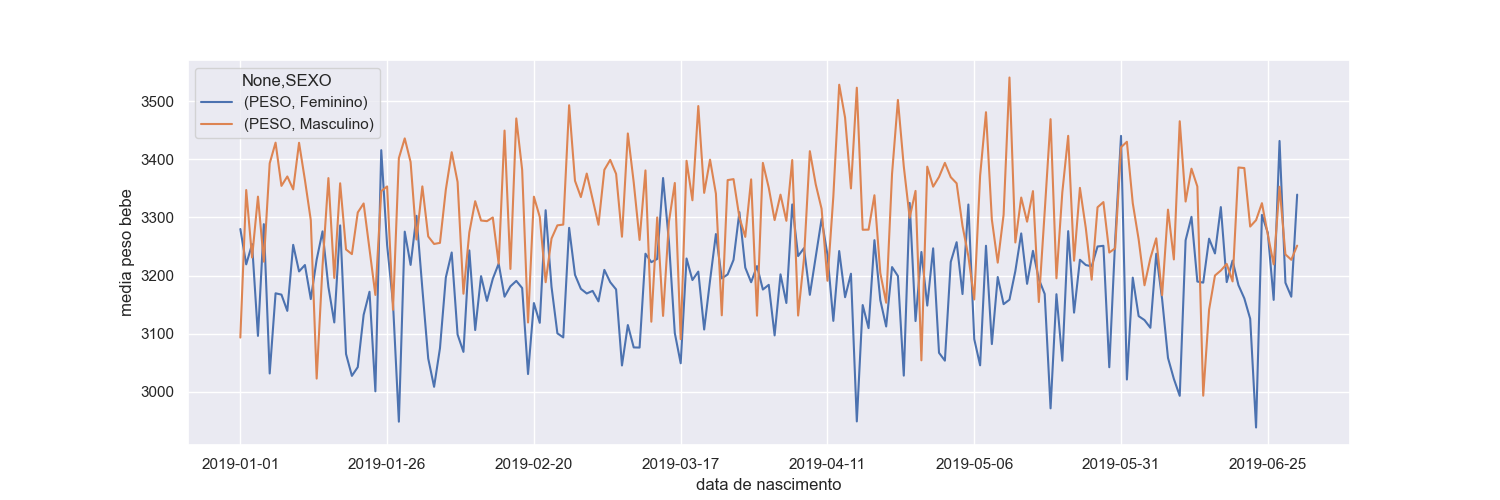 None,SEXO
(PESO, Feminino)
(PESO, Masculino)
media peso bebe
3500
3400
3300
3200
3100
3000
2019-01-01 2019-01-26 2019-02-20 2019-03-17 2019-04-11 2019-05-06 2019-05-31 2019-06-25
data de nascimento